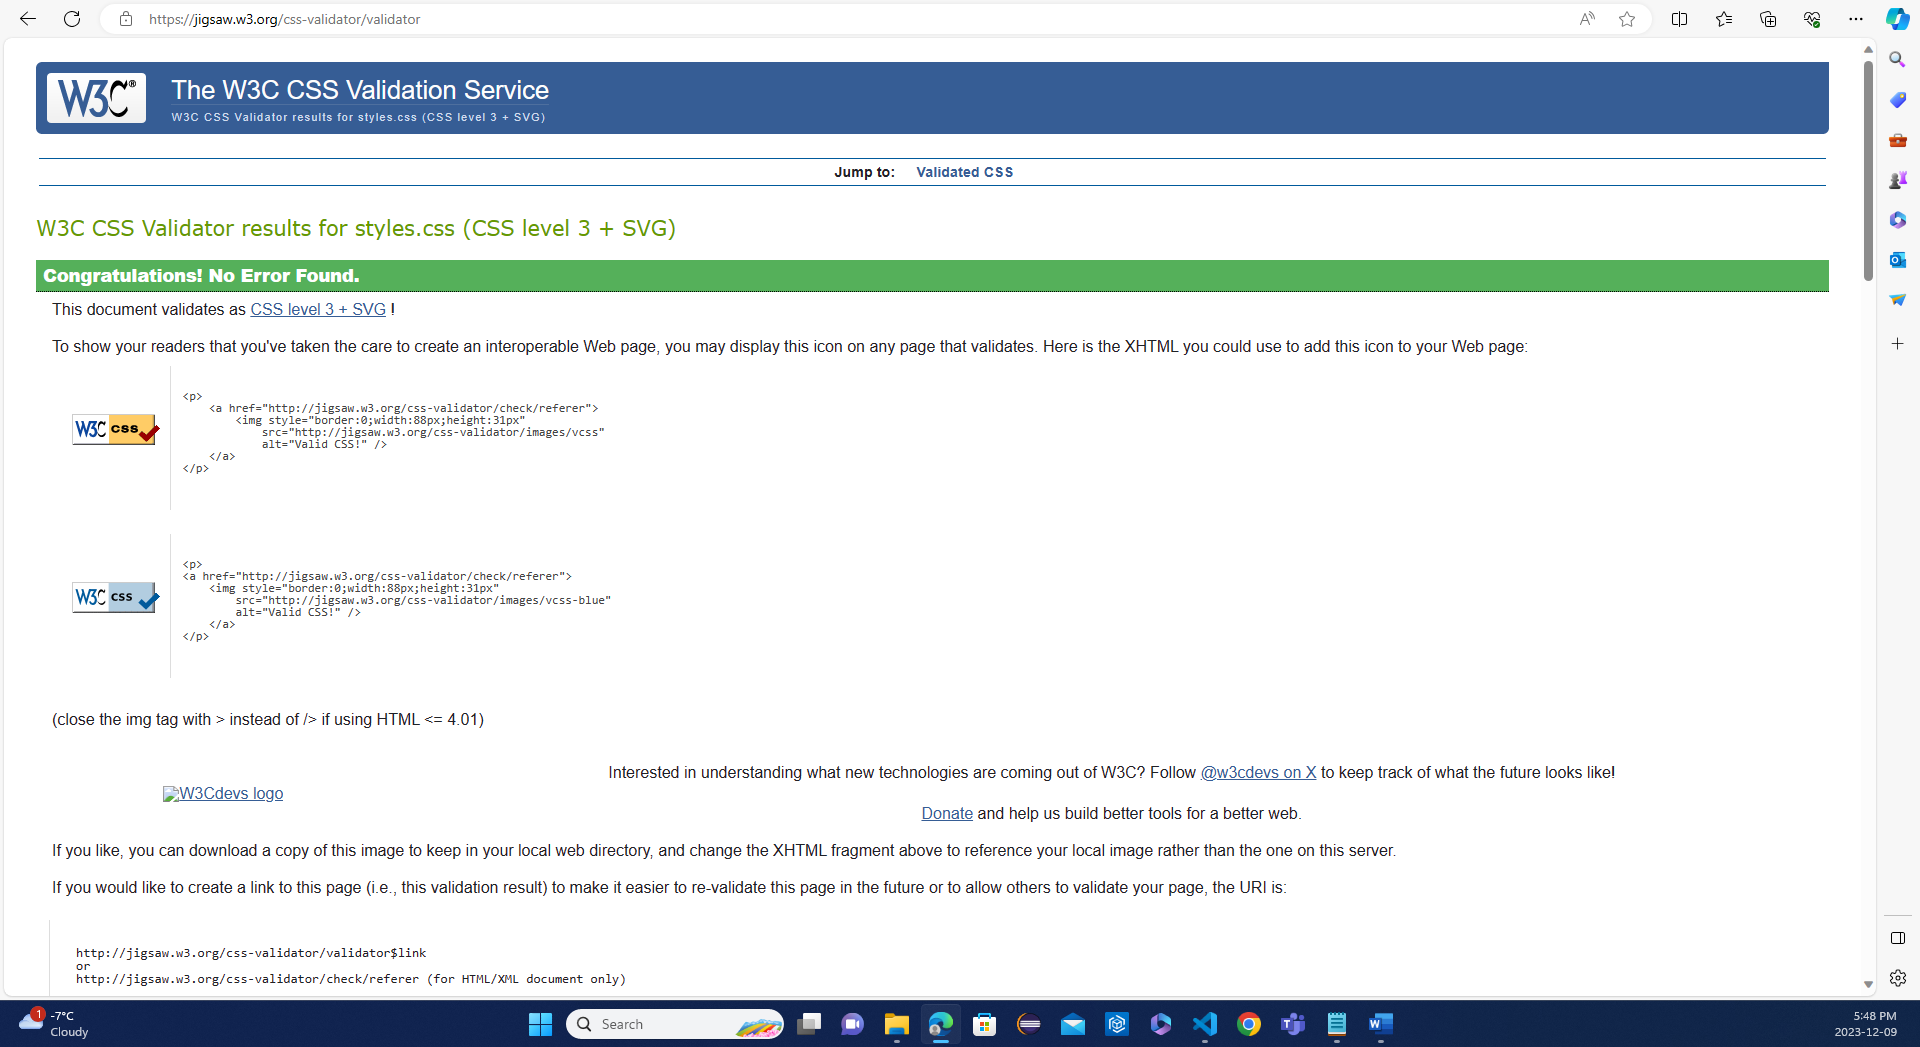 https://jigsaw.w3.org/css-validator/validator
W3C®
The W3C CSS Validation Service
W3C CSS Validator results for styles.css (CSS level 3 + SVG)
Jump to: Validated CSS
W3C CSS Validator results for styles.css (CSS level 3 + SVG)
Congratulations! No Error Found.
This document validates as CSS level 3 + SVG !
To show your readers that you've taken the care to create an interoperable Web page, you may display this icon on any page that validates. Here is the XHTML you could use to add this icon to your Web page:
W3C css
<p>
    <a href="http://jigsaw.w3.org/css-validator/check/referer">
        <img style="border:0;width:88px;height:31px"
            src="http://jigsaw.w3.org/css-validator/images/vcss"
            alt="Valid CSS!" />
    </a>
</p>
W3C css
<p>
<a href="http://jigsaw.w3.org/css-validator/check/referer">
    <img style="border:0;width:88px;height:31px"
        src="http://jigsaw.w3.org/css-validator/images/vcss-blue"
        alt="Valid CSS!" />
    </a>
</p>
(close the img tag with > instead of /> if using HTML <= 4.01)
Interested in understanding what new technologies are coming out of W3C? Follow @w3cdevs on X to keep track of what the future looks like!
W3Cdevs logo
Donate and help us build better tools for a better web.
If you like, you can download a copy of this image to keep in your local web directory, and change the XHTML fragment above to reference your local image rather than the one on this server.
If you would like to create a link to this page (i.e., this validation result) to make it easier to re-validate this page in the future or to allow others to validate your page, the URI is:
http://jigsaw.w3.org/css-validator/validator$link
or
http://jigsaw.w3.org/css-validator/check/referer (for HTML/XML document only)
1
-7°C
Cloudy
Search
5:48 PM
2023-12-09